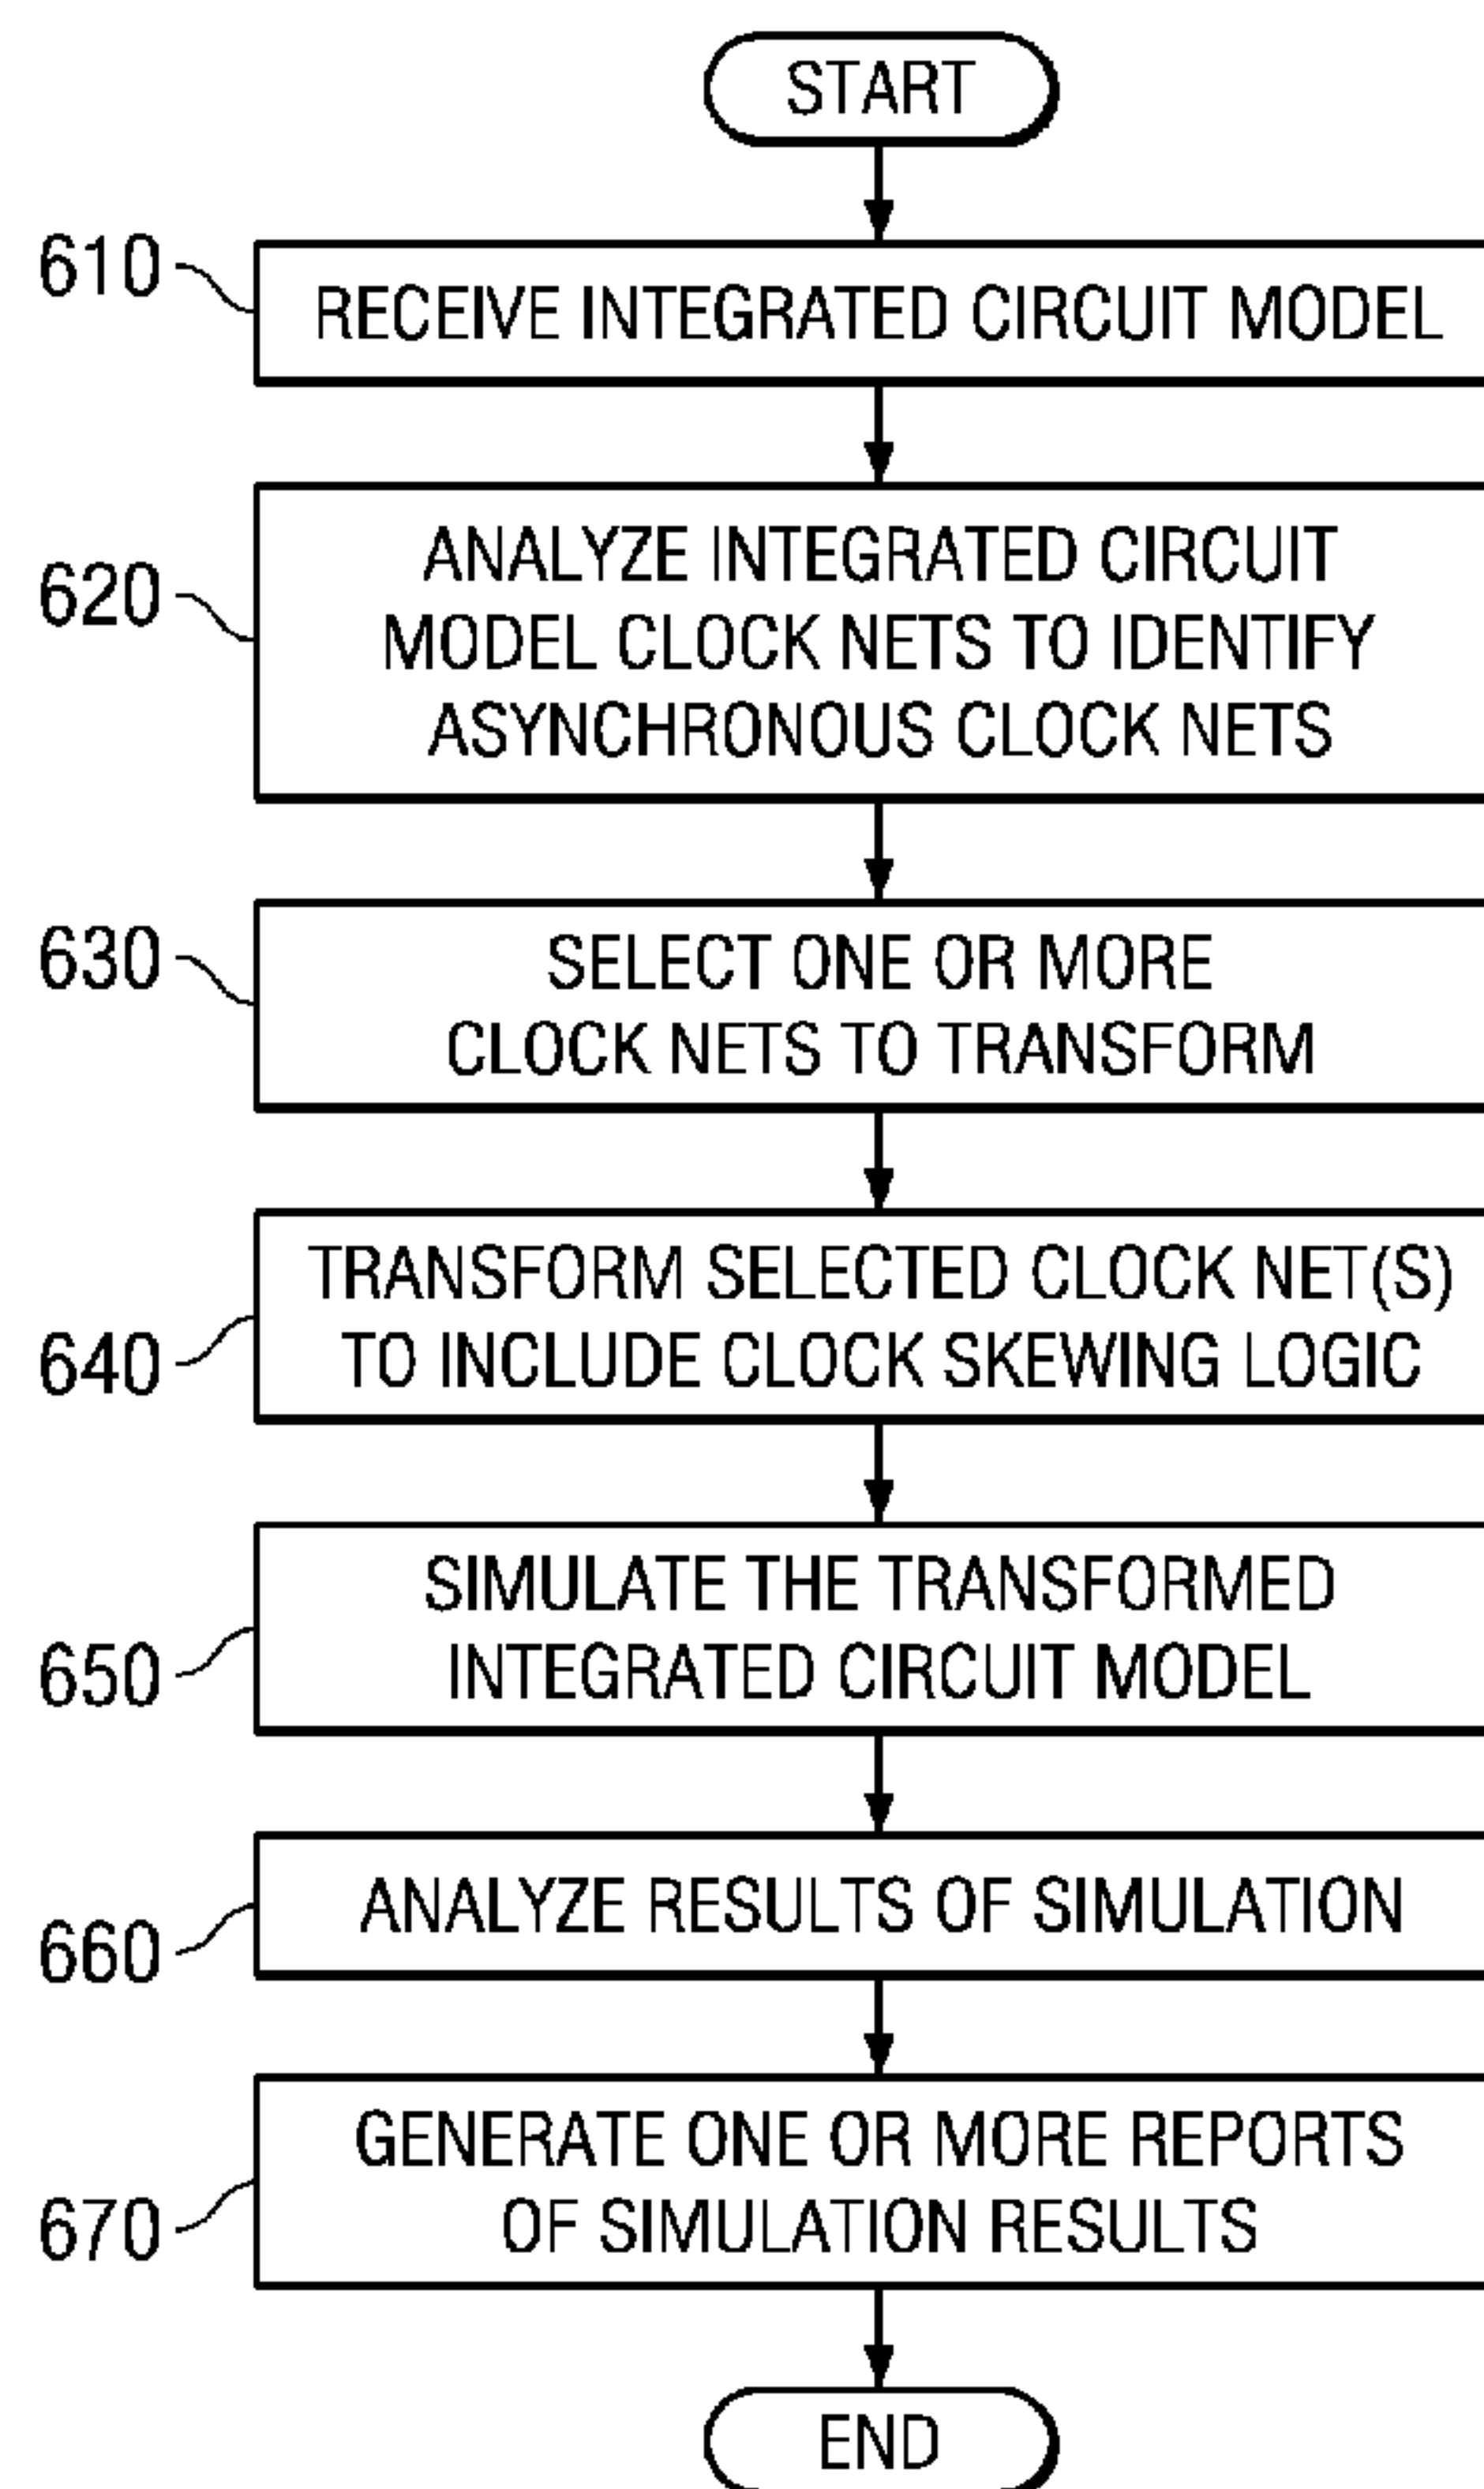 START
610
RECEIVE INTEGRATED CIRCUIT MODEL
620
ANALYZE INTEGRATED CIRCUIT
MODEL CLOCK NETS TO IDENTIFY
ASYNCHRONOUS CLOCK NETS
630
SELECT ONE OR MORE
CLOCK NETS TO TRANSFORM
640
TRANSFORM SELECTED CLOCK NET(S)
TO INCLUDE CLOCK SKEWING LOGIC
650
SIMULATE THE TRANSFORMED
INTEGRATED CIRCUIT MODEL
660
ANALYZE RESULTS OF SIMULATION
670
GENERATE ONE OR MORE REPORTS
OF SIMULATION RESULTS
END